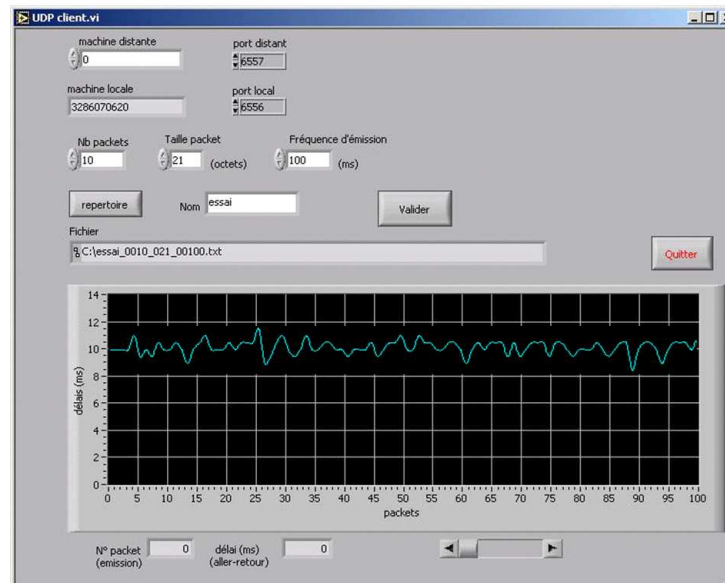 UDP client.vi
machine distante
port distant
0
6557
machine locale
port local
3286070620
6556
Nb packets
Taille packet
Fréquence d'émission
10
21
(octets)
100
(ms)
repertoire
Nom
essai
Valider
Fichier
C:\essai_0010_021_00100.txt
Quitter
14
12
10
8
6
4
2
0
délais (ms)
0 5 10 15 20 25 30 35 40 45 50 55 60 65 70 75 80 85 90 95 100
packets
N° packet
(emission)
0
délai (ms)
(aller-retour)
0